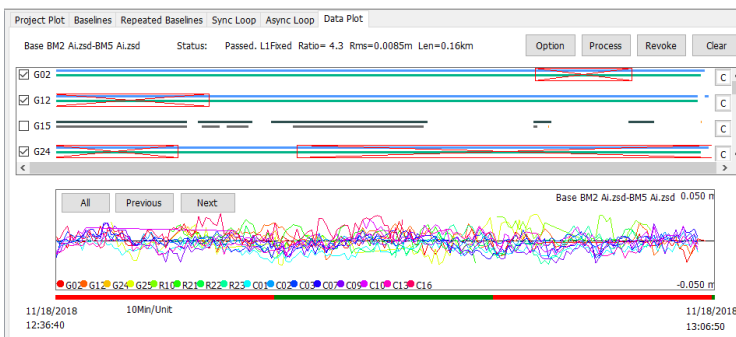 Project Plot Baselines Repeated Baselines Sync Loop Async Loop Data Plot
Base BM2 Ai.zsd-BM5 Ai.zsd Status: Passed. L1Fixed Ratio= 4.3 Rms=0.0085m Len=0.16km Option Process Revoke Clear
G02 C
G12 C
G15 C
G24 C
All Previous Next Base BM2 Ai.zsd-BM5 Ai.zsd 0.050 m
G02 G12 G24 G25 R10 R21 R22 R23 C01 C02 C03 C07 C09 C10 C13 C16 -0.050 m
11/18/2018 10Min/Unit 11/18/2018
12:36:40 13:06:50